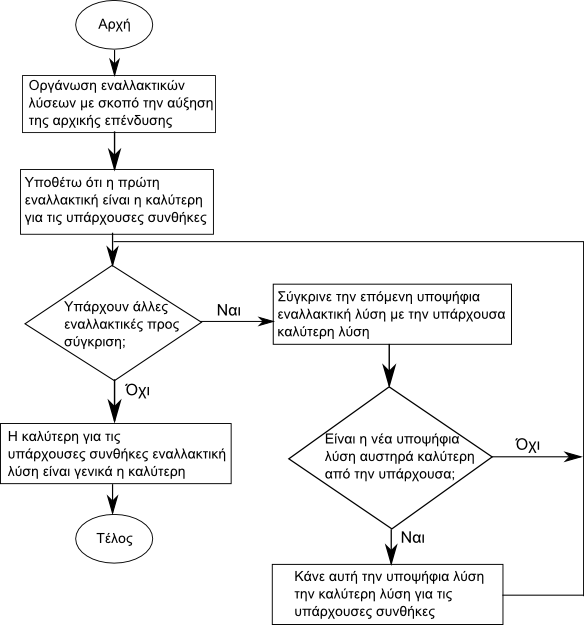 Αρχή
Οργάνωση εναλλακτικών
λύσεων με σκοπό την αύξηση
της αρχικής επένδυσης
Υποθέτω ότι η πρώτη
εναλλακτική είναι η καλύτερη
για τις υπάρχουσες συνθήκες
Υπάρχουν άλλες
εναλλακτικές προς
σύγκριση;
Ναι
Σύγκρινε την επόμενη υποψήφια
εναλλακτική λύση με την υπάρχουσα
καλύτερη λύση
Όχι
Η καλύτερη για τις
υπάρχουσες συνθήκες εναλλακτική
λύση είναι γενικά η καλύτερη
Τέλος
Είναι η νέα υποψήφια
λύση αυστηρά καλύτερη
από την υπάρχουσα;
Όχι
Ναι
Κάνε αυτή την υποψήφια λύση
την καλύτερη λύση για τις
υπάρχουσες συνθήκες